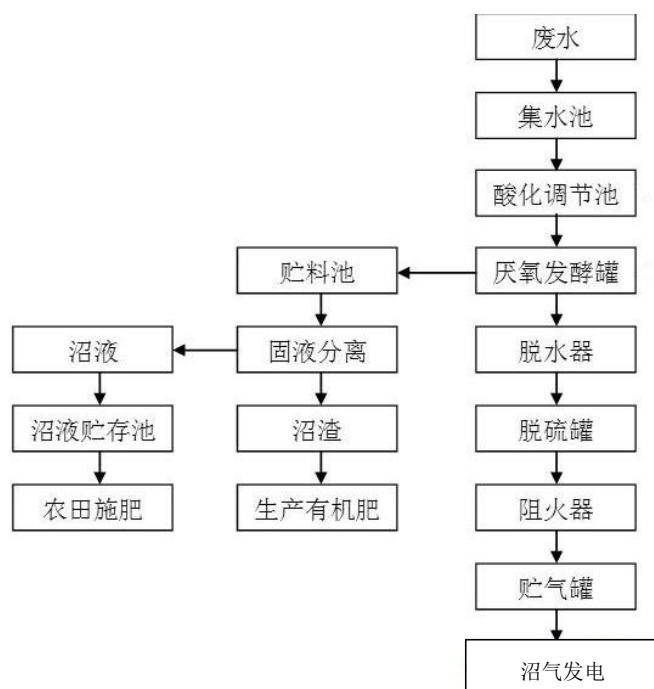 废水
集水池
酸化调节池
贮料池
厌氧发酵罐
沼液
固液分离
脱水器
沼液贮存池
沼渣
脱硫罐
农田施肥
生产有机肥
阻火器
贮气罐
沼气发电